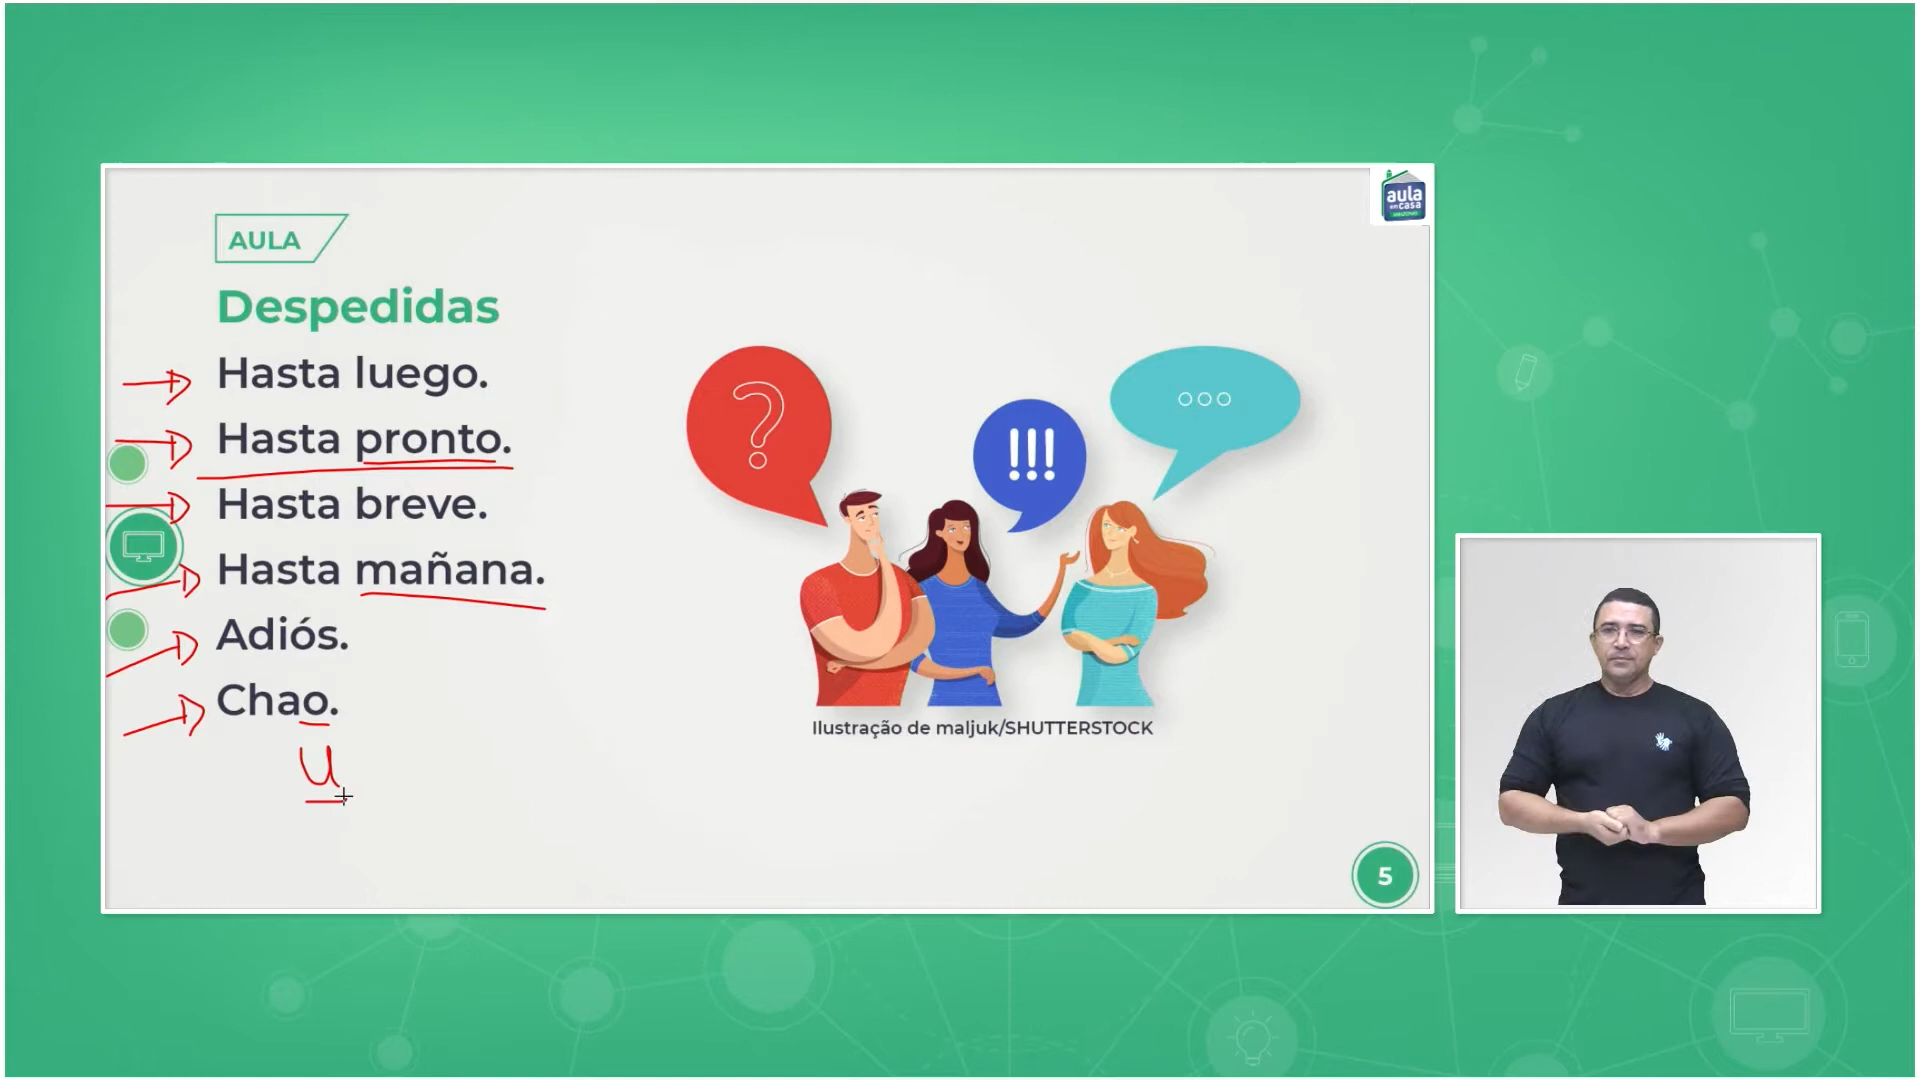 aula
em casa
AULA
Despedidas
Hasta luego.
Hasta pronto.
Hasta breve.
Hasta mañana.
Adiós.
Chao.
u
?
!!!
Ilustração de maljuk/SHUTTERSTOCK
5